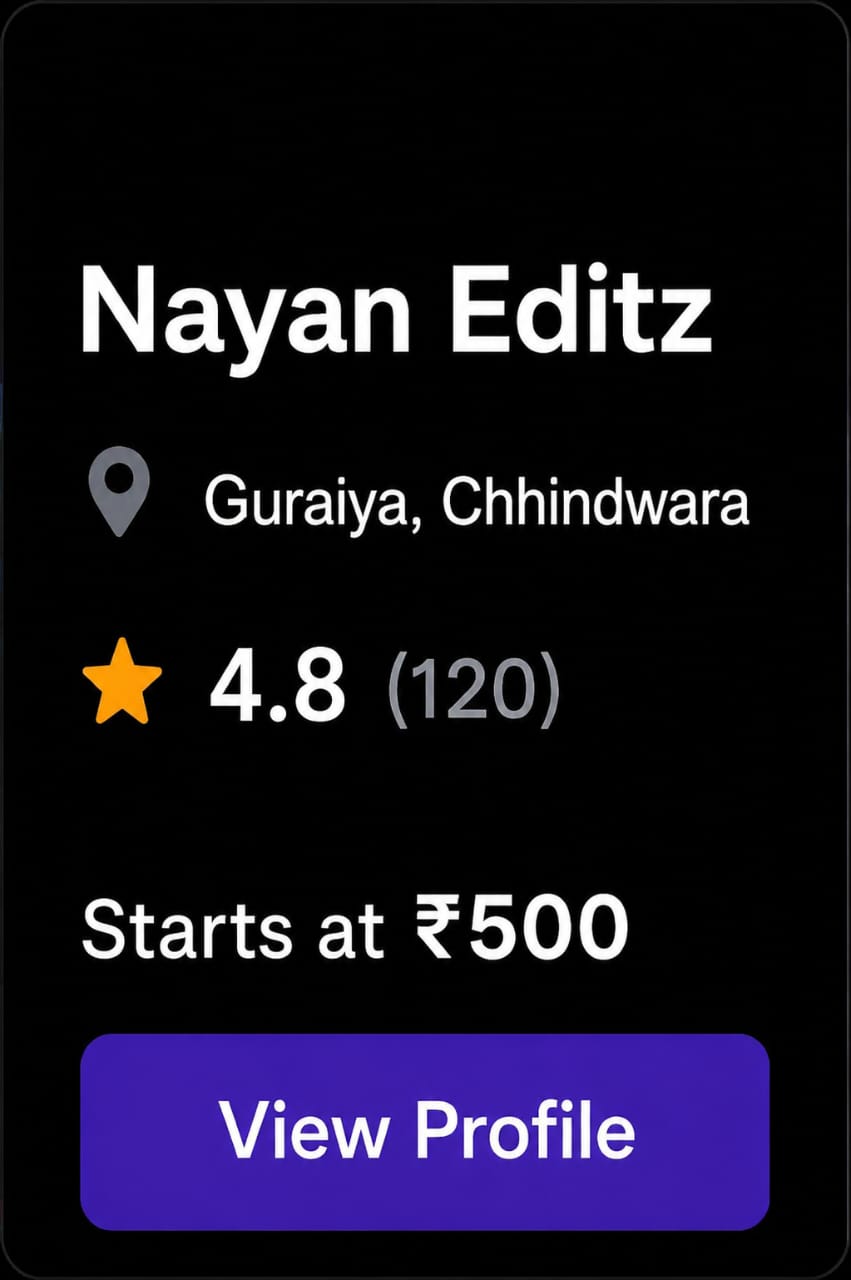 Nayan Editz
Guraiya, Chhindwara
4.8 (120)
Starts at ₹500
View Profile